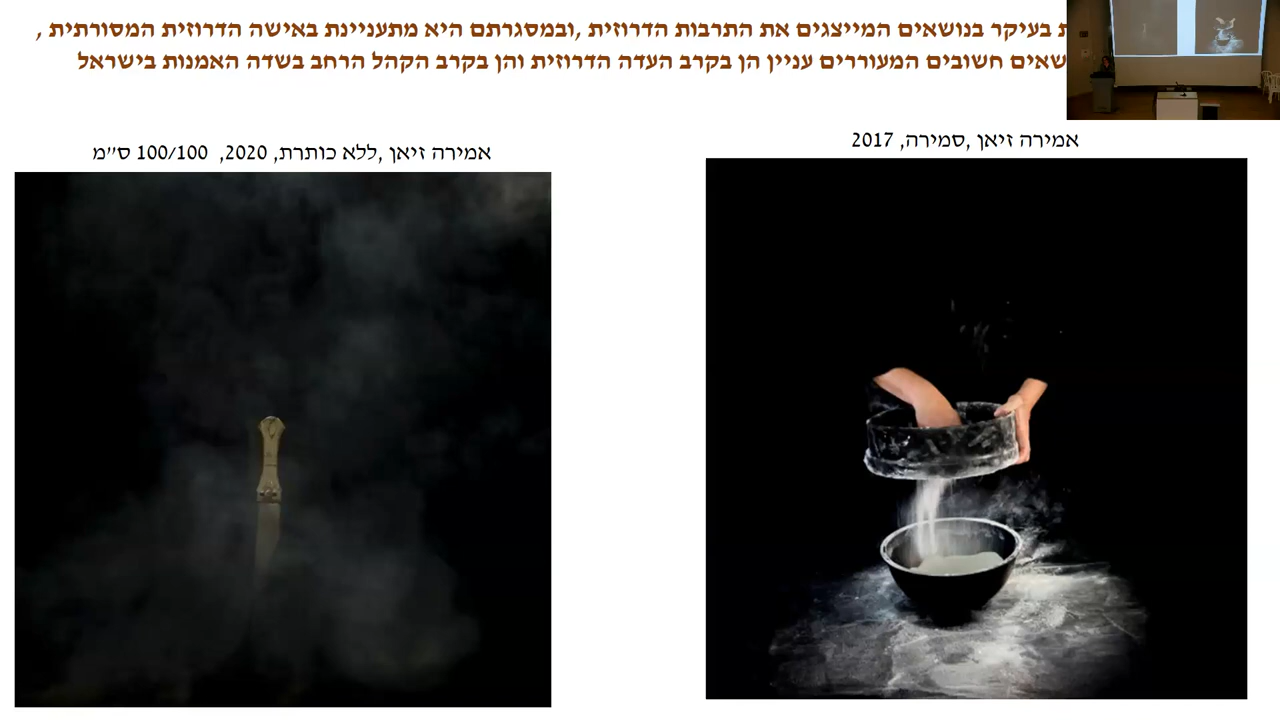 בעיקר בנושאים המייצגים את התרבות הדרוזית ,ובמסגרתם היא מתעניינת באישה הדרוזית המסורתית ,
חשובים המעוררים עניין הן בקרב העדה הדרוזית והן בקרב הקהל הרחב בשדה האמנות בישראל
אמירה זיאן ,סמירה, 2017
אמירה זיאן ,ללא כותרת, 2020, 100/100 ס"מ